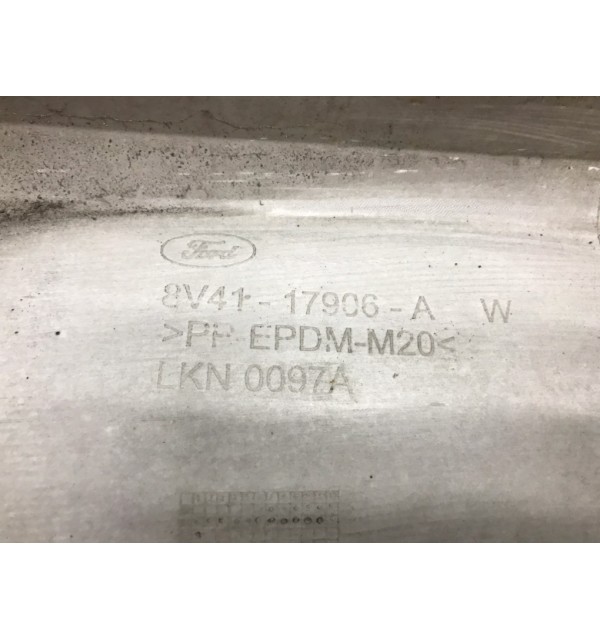 Ford
8V41-17906-A W
>PP EPDM-M20<
LKN 0097A